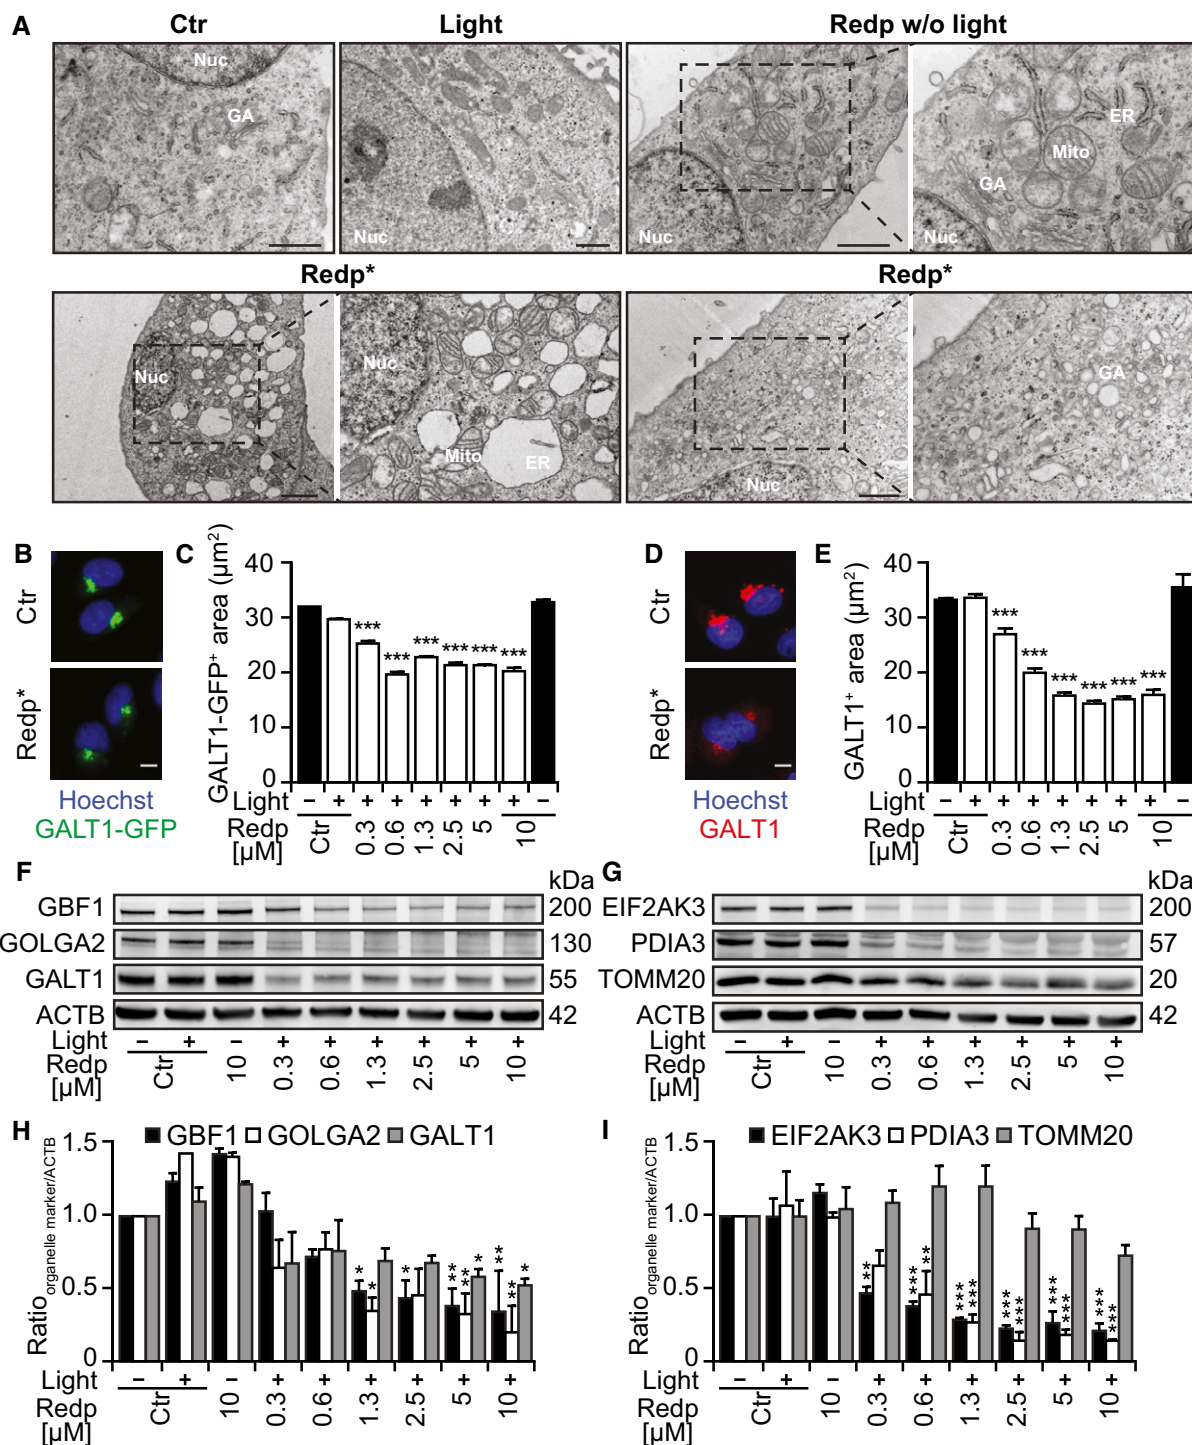 A
Ctr
Light
Redp w/o light
Nuc
GA
Nuc
Nuc
ER
Mito
GA
Nuc
Redp*
Redp*
Nuc
Nuc
Mito
ER
Nuc
GA
B
Ctr
Redp*
Hoechst
GALT1-GFP
C
GALT1-GFP+ area (µm2)
40
30
20
10
0
*** *** *** *** *** ***
Light − + + + + + + + −
Redp [µM] Ctr 0.3 0.6 1.3 2.5 5 10
D
Ctr
Redp*
Hoechst
GALT1
E
GALT1+ area (µm2)
40
30
20
10
0
*** *** *** *** *** ***
Light − + + + + + + + −
Redp [µM] Ctr 0.3 0.6 1.3 2.5 5 10
F
kDa
GBF1 200
GOLGA2 130
GALT1 55
ACTB 42
Light − + − + + + + + +
Redp [µM] Ctr 10 0.3 0.6 1.3 2.5 5 10
G
kDa
EIF2AK3 200
PDIA3 57
TOMM20 20
ACTB 42
Light − + − + + + + + +
Redp [µM] Ctr 10 0.3 0.6 1.3 2.5 5 10
H
GBF1 GOLGA2 GALT1
Ratio organelle marker/ACTB
1.5
1.0
0.5
0
* * * ** ** * ** ** *
Light − + − + + + + + +
Redp [µM] Ctr 10 0.3 0.6 1.3 2.5 5 10
I
EIF2AK3 PDIA3 TOMM20
Ratio organelle marker/ACTB
1.5
1.0
0.5
0
** *** ** *** *** *** *** *** *** *** ***
Light − + − + + + + + +
Redp [µM] Ctr 10 0.3 0.6 1.3 2.5 5 10